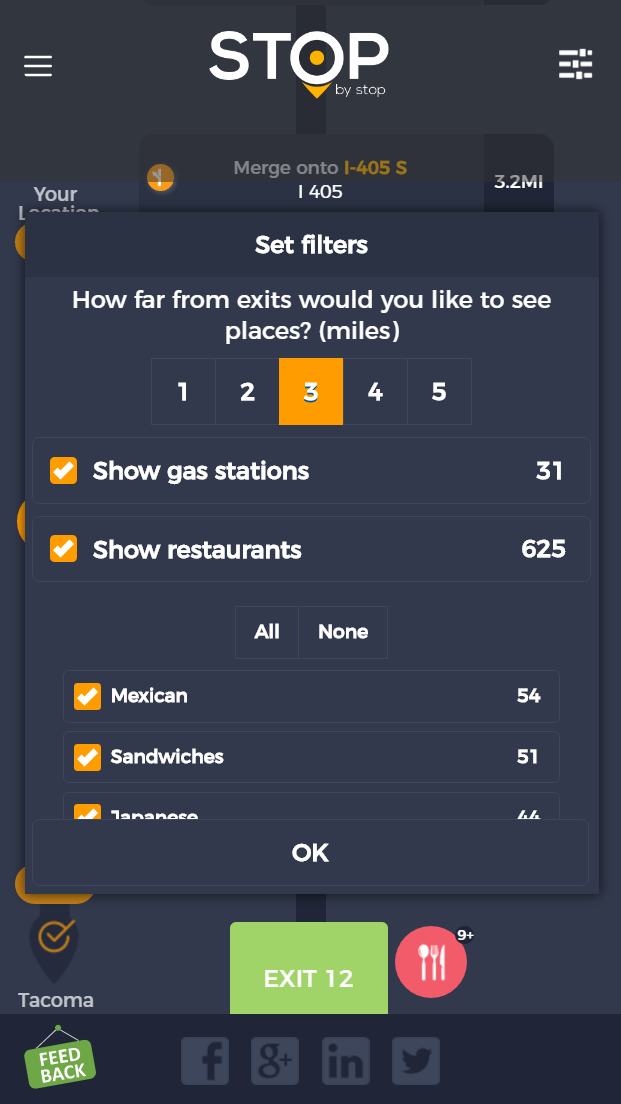 STOP
by stop
Merge onto I-405 S
I 405
3.2MI
Your
Location
Set filters
How far from exits would you like to see
places? (miles)
1 2 3 4 5
Show gas stations 31
Show restaurants 625
All None
Mexican 54
Sandwiches 51
Japanese 44
OK
9+
EXIT 12
Tacoma
FEED
BACK
f g+ in